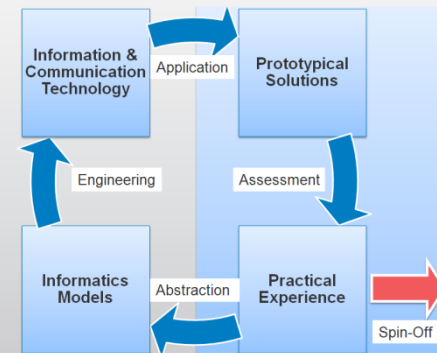 Information &
Communication
Technology
Application
Prototypical
Solutions
Engineering
Assessment
Informatics
Models
Abstraction
Practical
Experience
Spin-Off